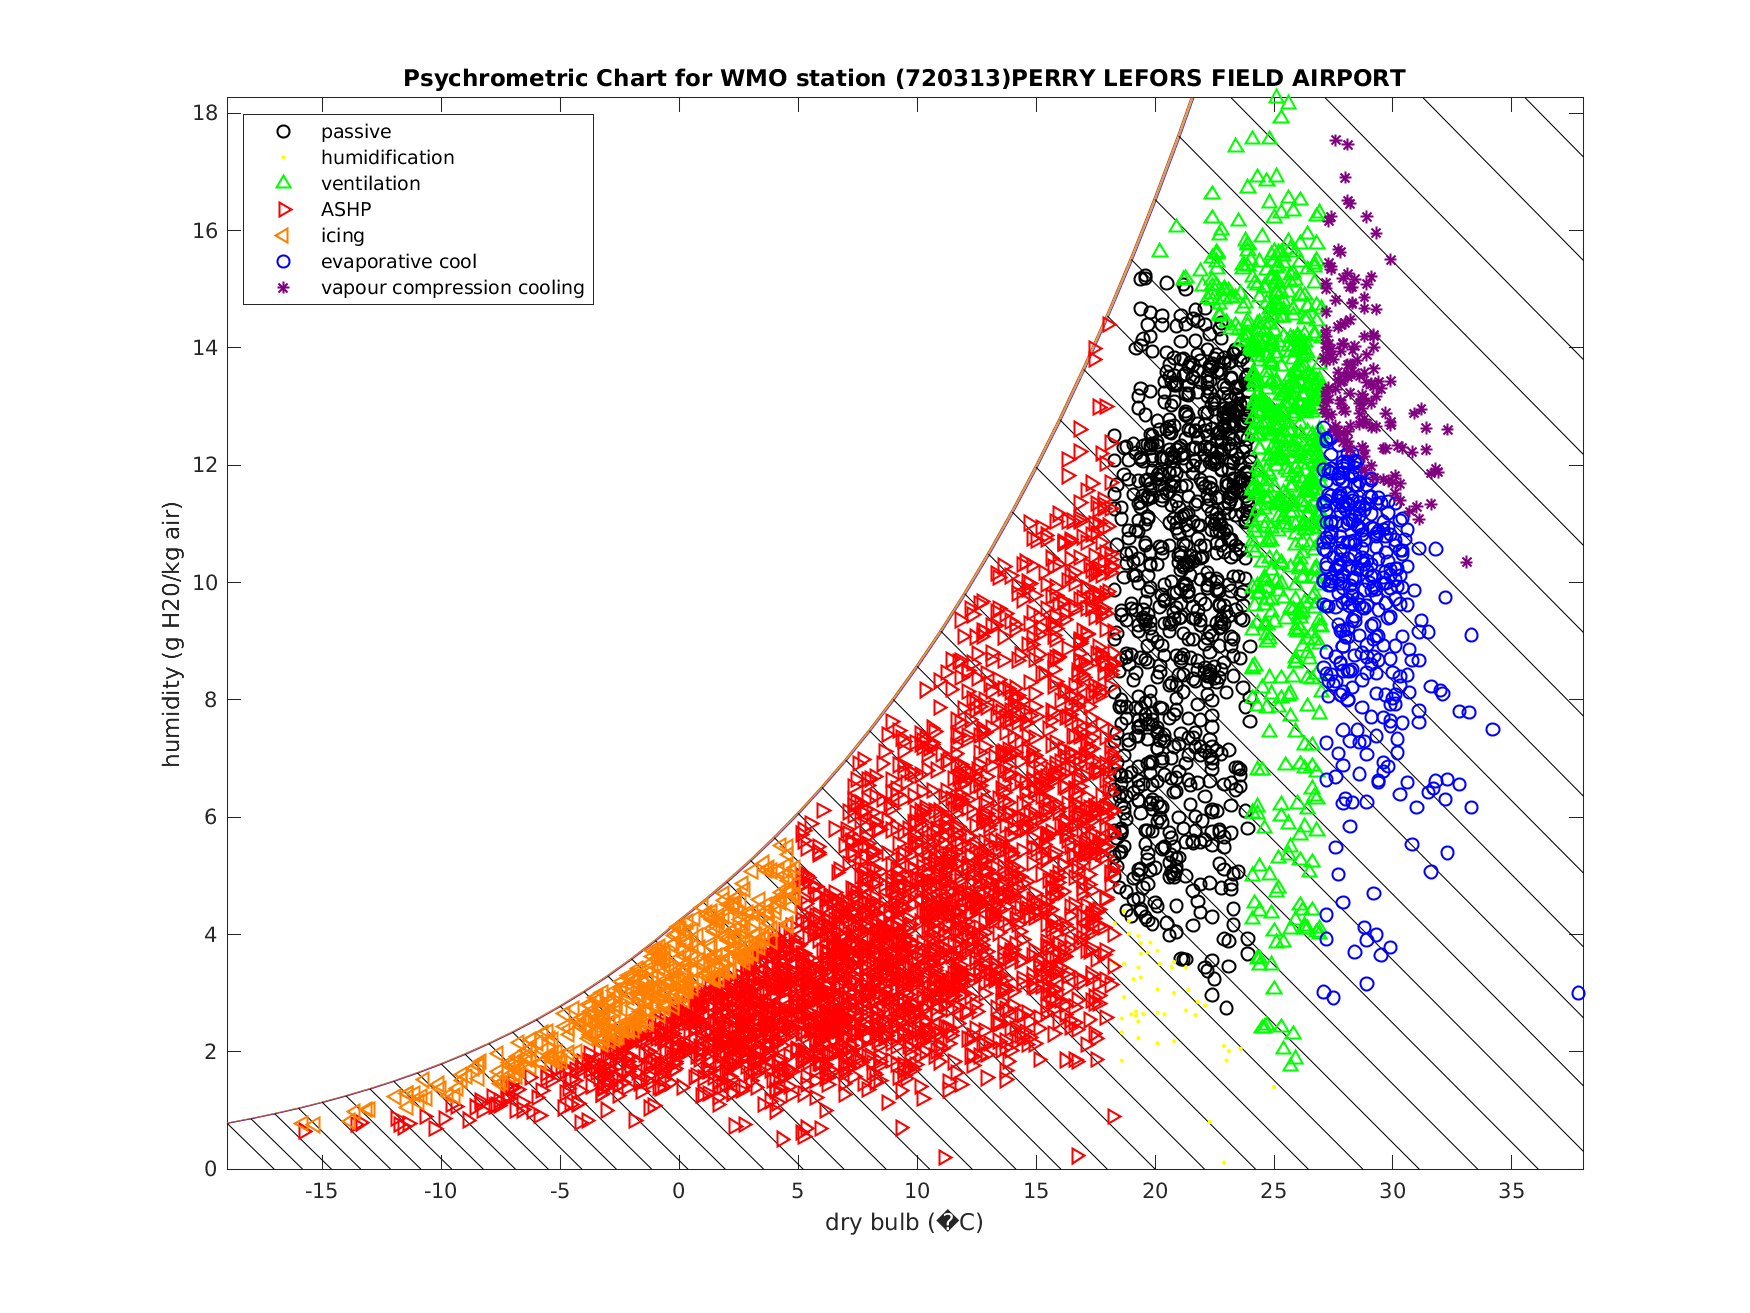 Psychrometric Chart for WMO station (720313)PERRY LEFORS FIELD AIRPORT
passive
humidification
ventilation
ASHP
icing
evaporative cool
vapour compression cooling
humidity (g H20/kg air)
18
16
14
12
10
8
6
4
2
0
-15 -10 -5 0 5 10 15 20 25 30 35
dry bulb (�C)